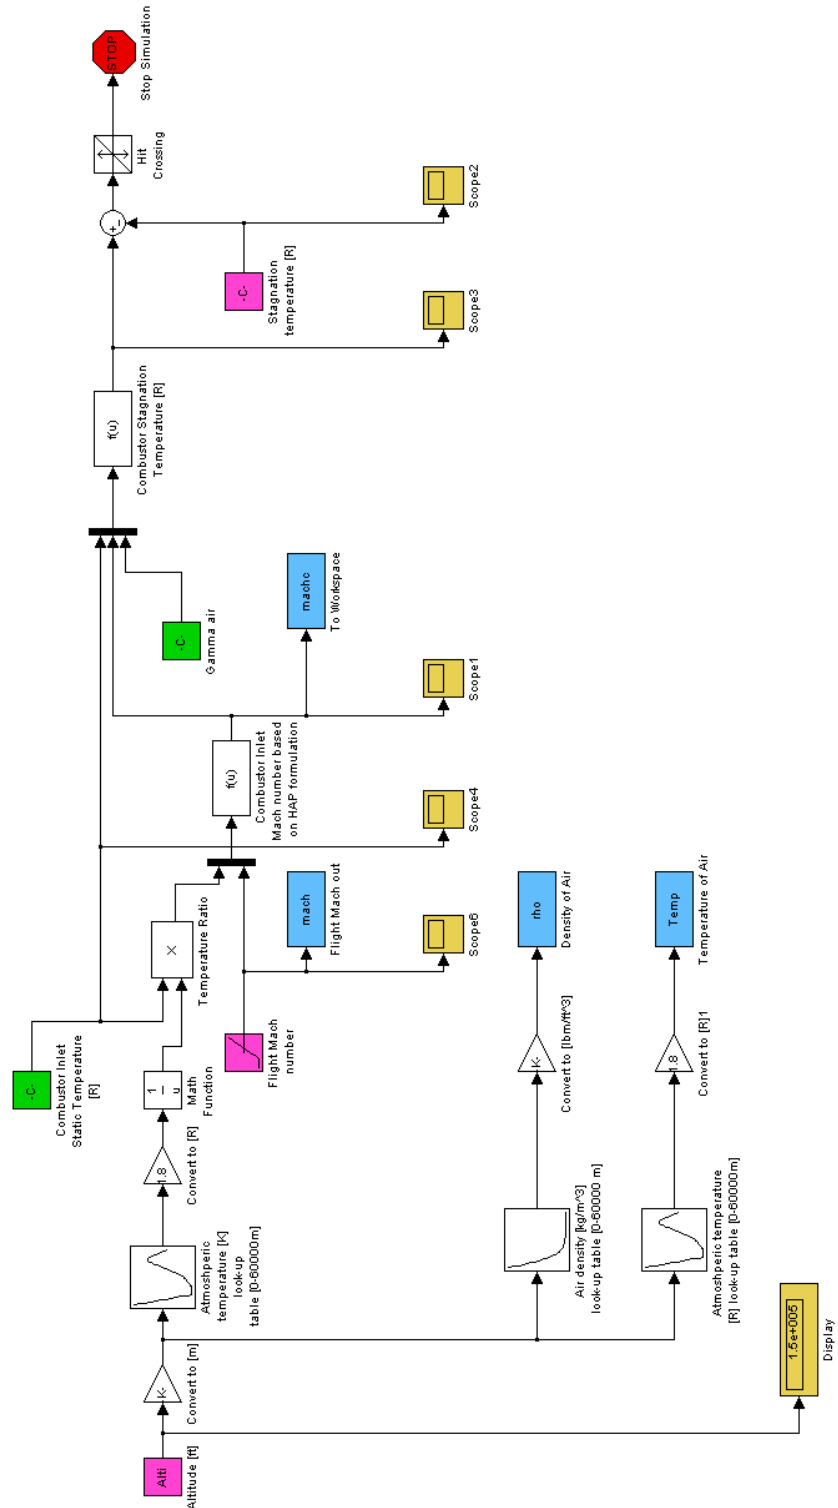 STOP
Stop Simulation
Hit
Crossing
+
-
Scope2
-C-
Stagnation
temperature [R]
Scope3
f(u)
Combustor Stagnation
Temperature [R]
-C-
Gamma air
machc
To Workspace
Scope1
f(u)
Combustor Inlet
Mach number based
on HAP formulation
Scope4
×
Temperature Ratio
mach
Flight Mach out
Scope6
rho
Density of Air
Temp
Temperature of Air
-C-
Combustor Inlet
Static Temperature
[R]
1
u
Math
Function
Flight Mach
number
K-
Convert to [lbm/ft^3]
1.8
Convert to [R]1
1.8
Convert to [R]
Atmoshperic
temperature [K]
look-up
table [0-60000m]
Air density [kg/m^3]
look-up table [0-60000 m]
Atmoshperic temperature
[R] look-up table [0-60000m]
K-
Convert to [m]
1.5e+005
Display
Alti
Altitude [ft]